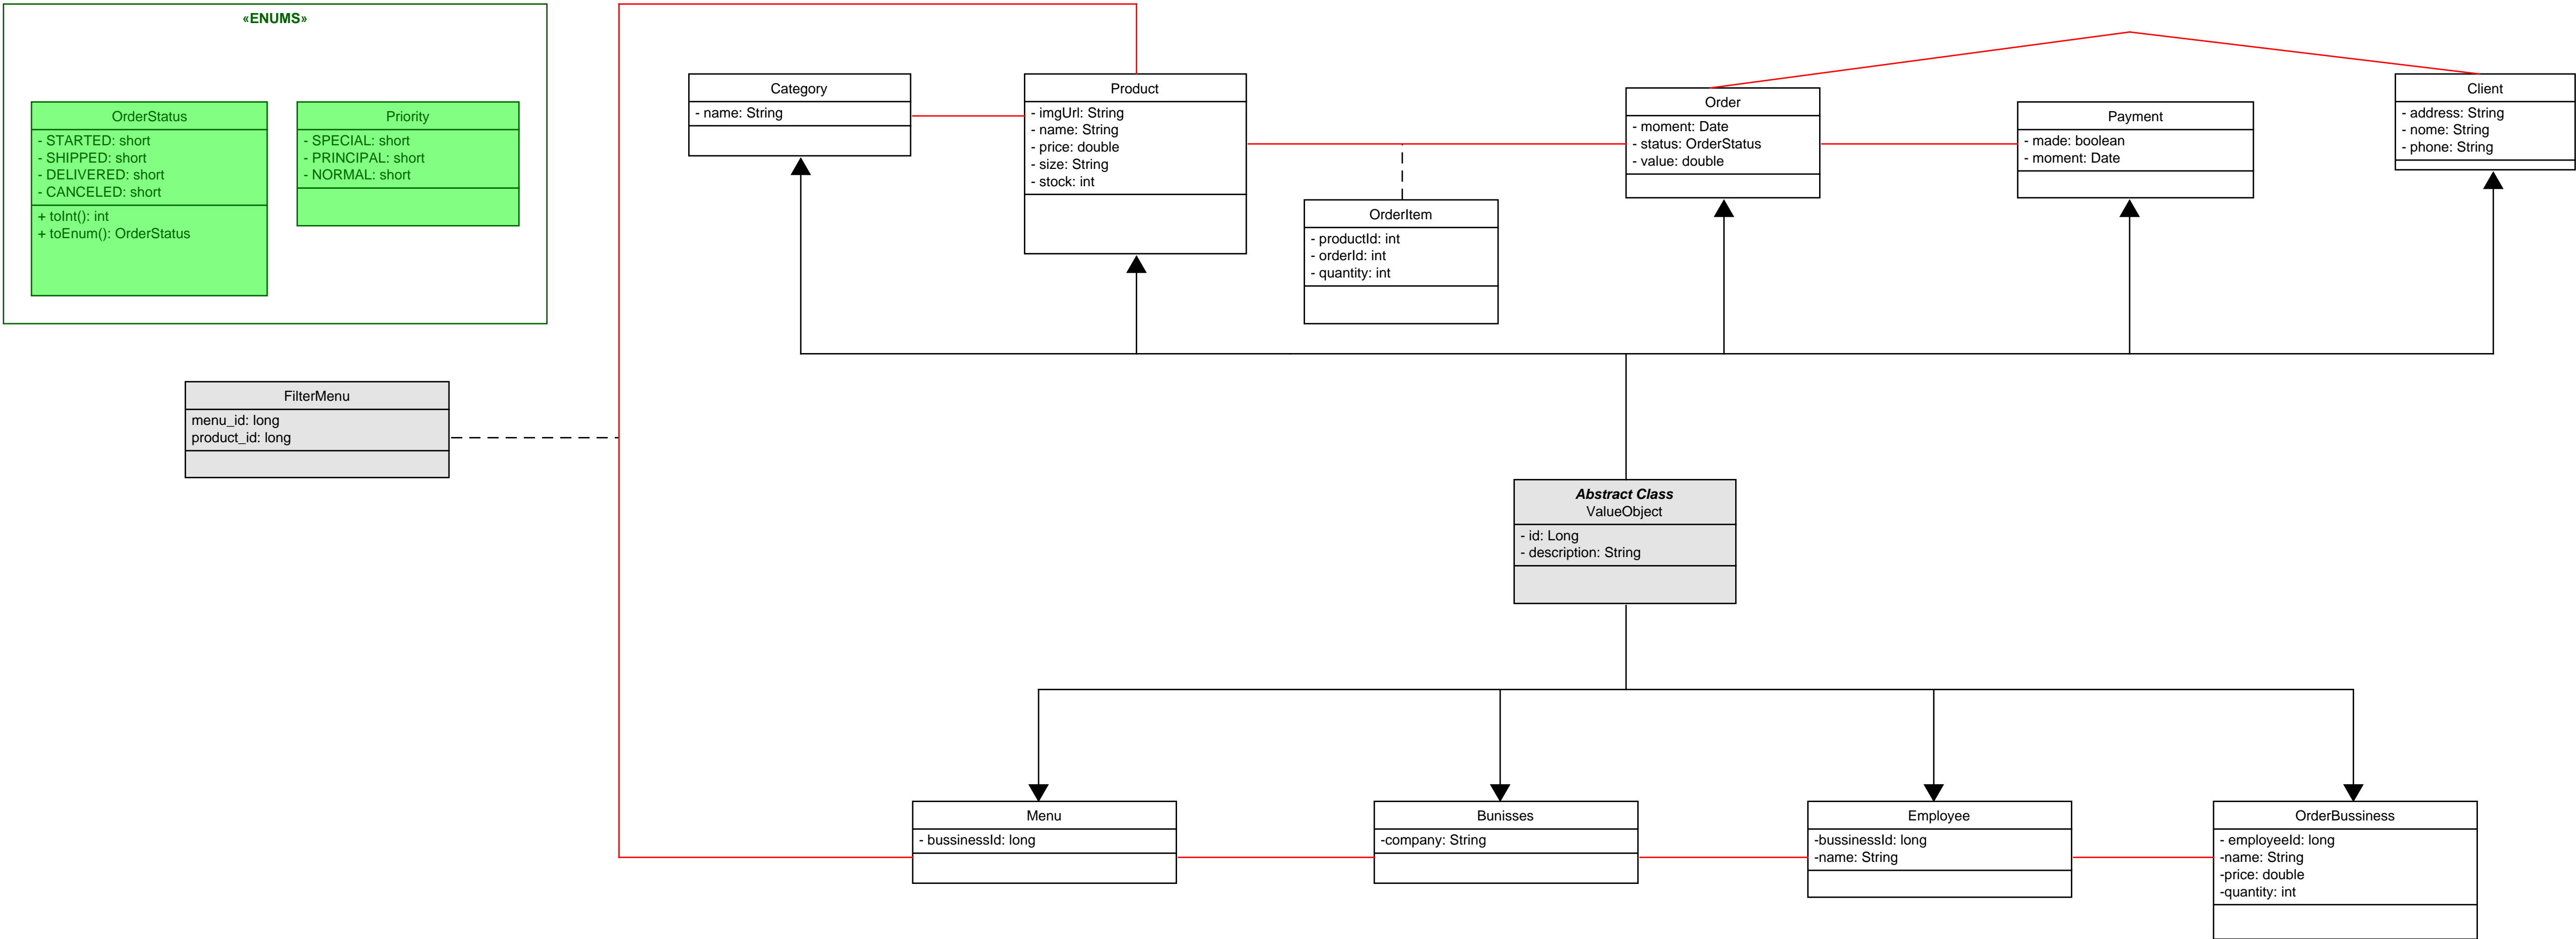 «ENUMS»
OrderStatus
- STARTED: short
- SHIPPED: short
- DELIVERED: short
- CANCELED: short
+ toInt(): int
+ toEnum(): OrderStatus
Priority
- SPECIAL: short
- PRINCIPAL: short
- NORMAL: short
Category
- name: String
Product
- imgUrl: String
- name: String
- price: double
- size: String
- stock: int
OrderItem
- productId: int
- orderId: int
- quantity: int
Order
- moment: Date
- status: OrderStatus
- value: double
Payment
- made: boolean
- moment: Date
Client
- address: String
- nome: String
- phone: String
FilterMenu
menu_id: long
product_id: long
Abstract Class
ValueObject
- id: Long
- description: String
Menu
- bussinessId: long
Bunisses
-company: String
Employee
-bussinessId: long
-name: String
OrderBussiness
- employeeId: long
-name: String
-price: double
-quantity: int